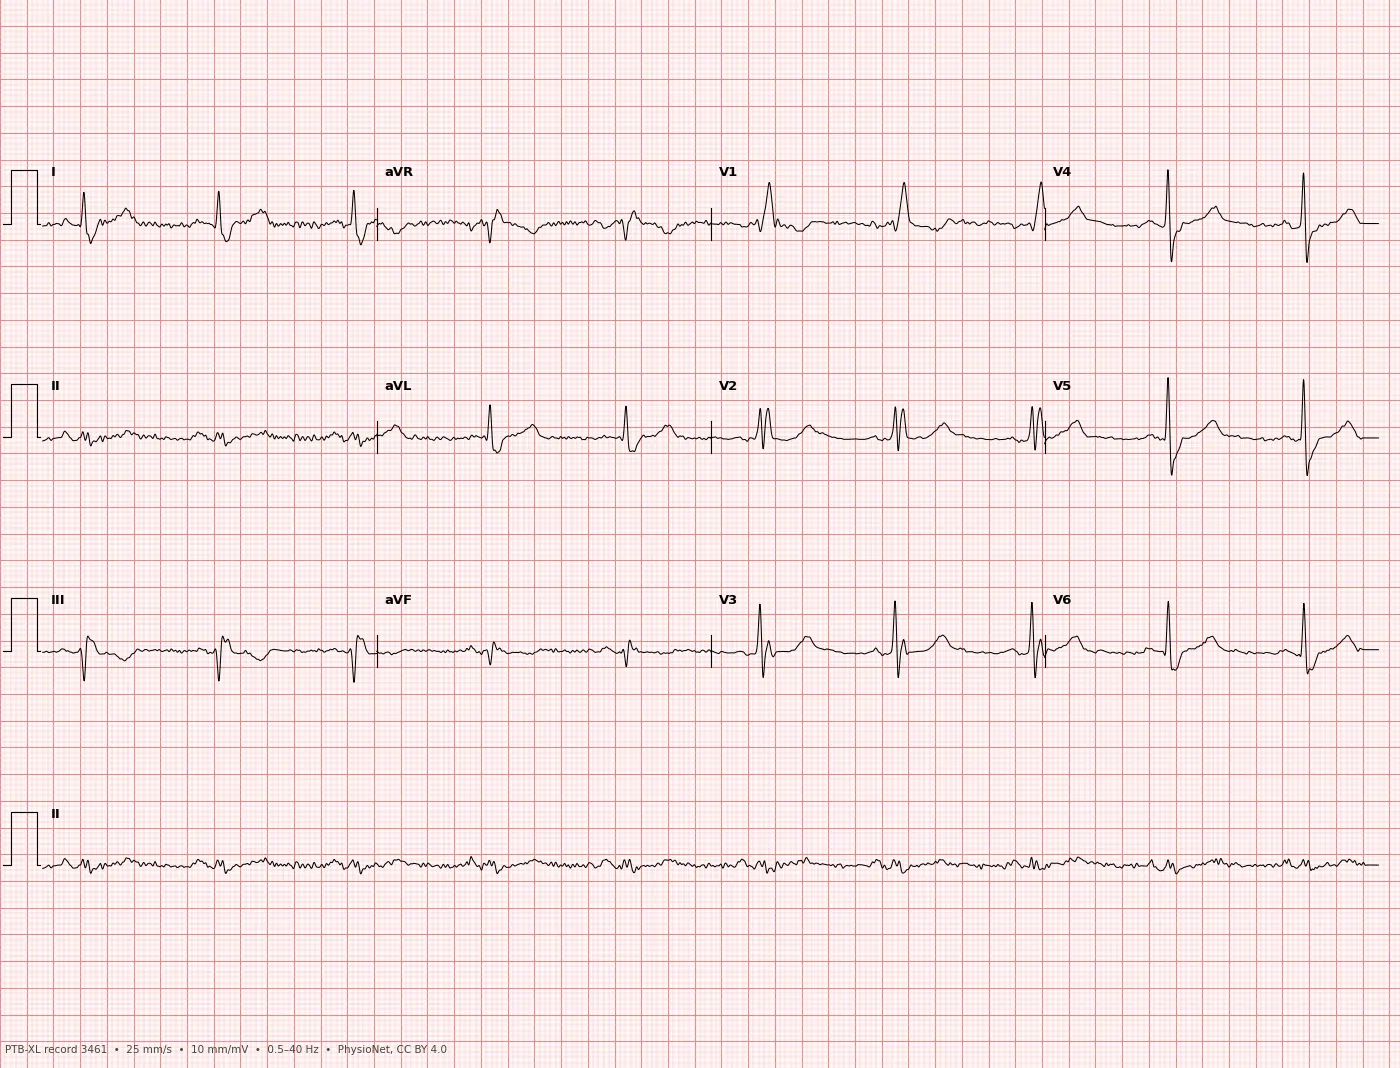 I aVR V1 V4
II aVL V2 V5
III aVF V3 V6
II
PTB-XL record 3461 • 25 mm/s • 10 mm/mV • 0.5–40 Hz • PhysioNet, CC BY 4.0